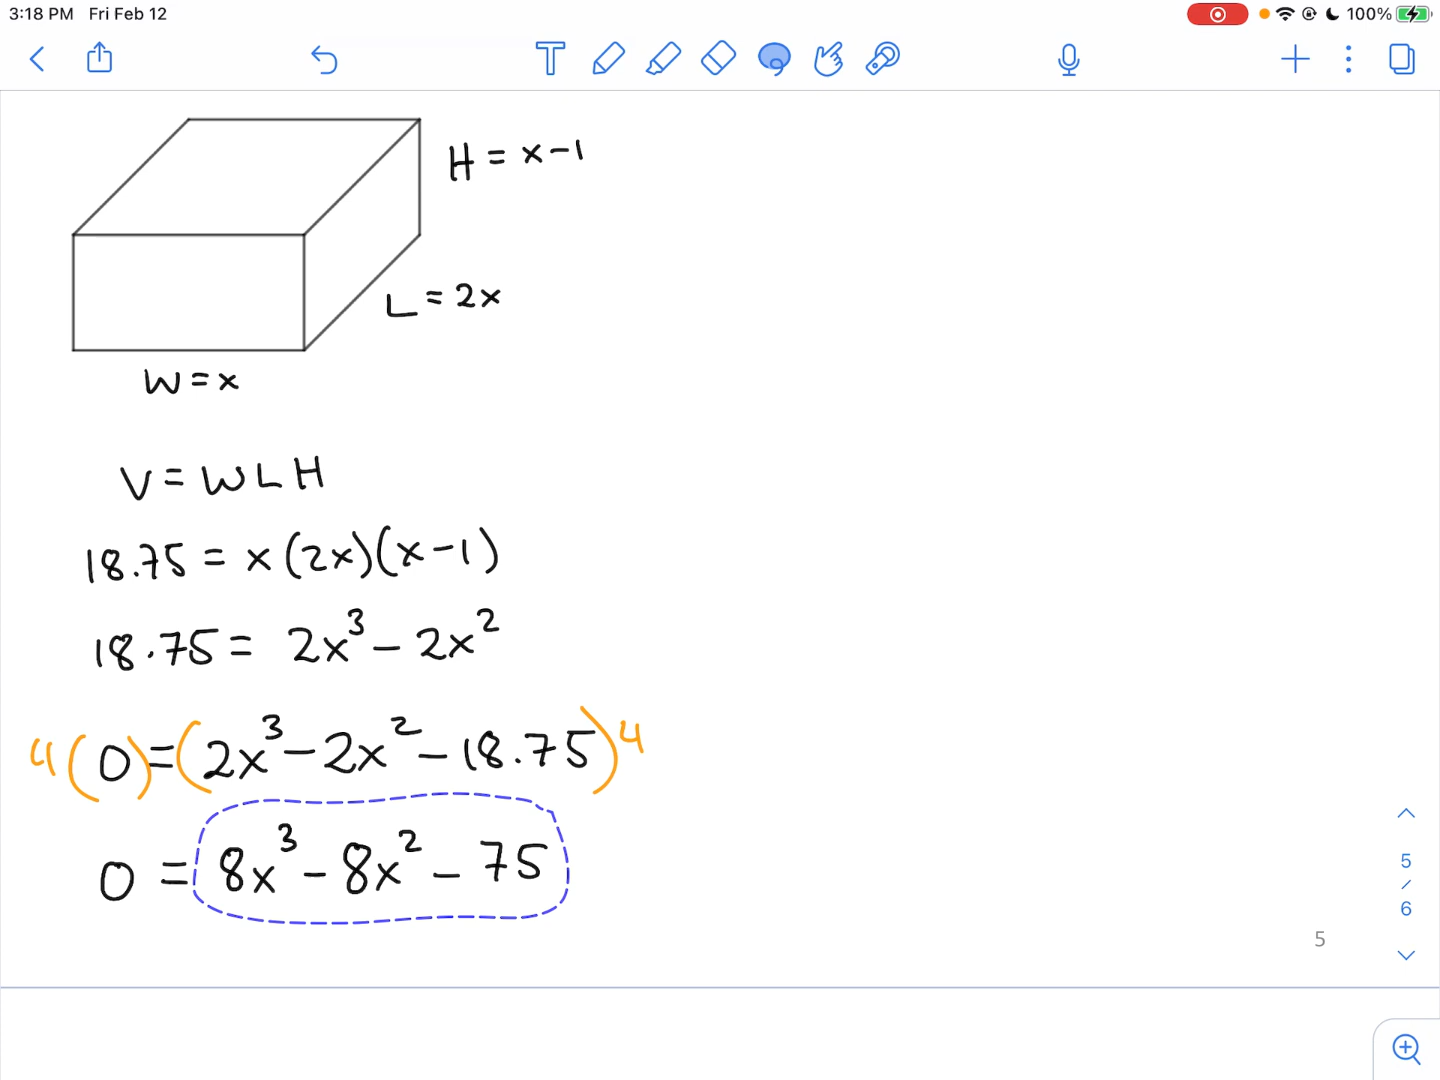 3:18 PM Fri Feb 12
100%
T
H = x - 1
L = 2x
W = x
V = W L H
18.75 = x(2x)(x-1)
18.75 = 2x³ - 2x²
4(0)=(2x³-2x²-18.75)4
0 = 8x³ - 8x² - 75
5
/
6
5